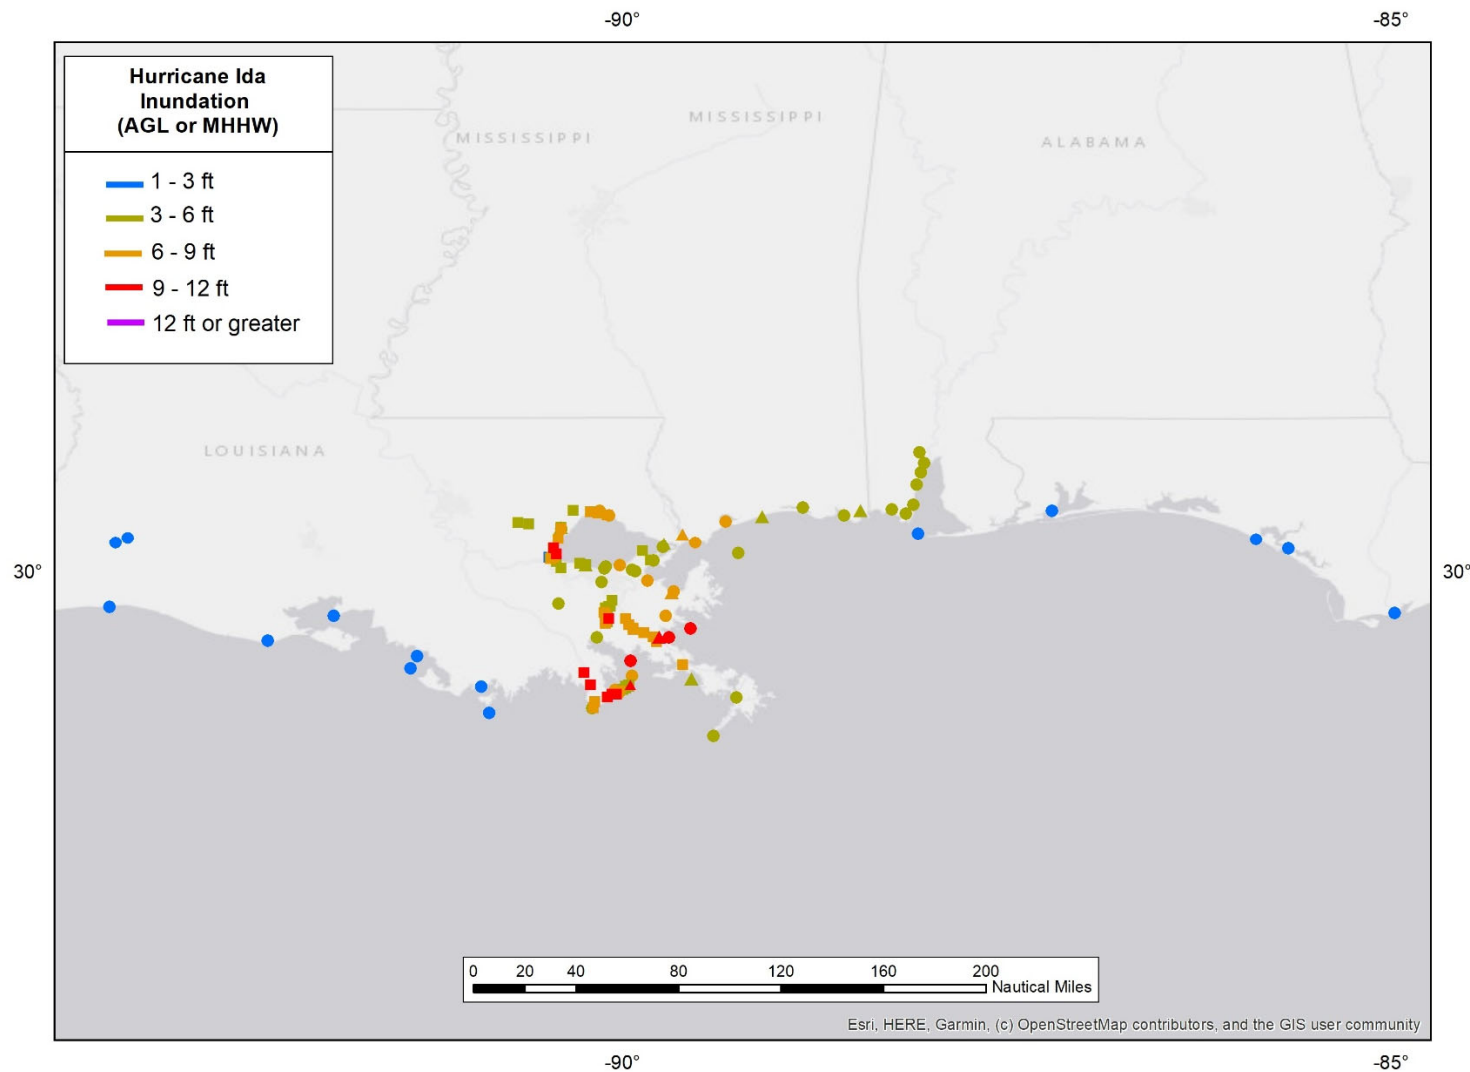 -90°
-85°
Hurricane Ida
Inundation
(AGL or MHHW)
1 - 3 ft
3 - 6 ft
6 - 9 ft
9 - 12 ft
12 ft or greater
MISSISSIPPI
MISSISSIPPI
ALABAMA
LOUISIANA
30°
30°
0 20 40 80 120 160 200
Nautical Miles
Esri, HERE, Garmin, (c) OpenStreetMap contributors, and the GIS user community
-90°
-85°